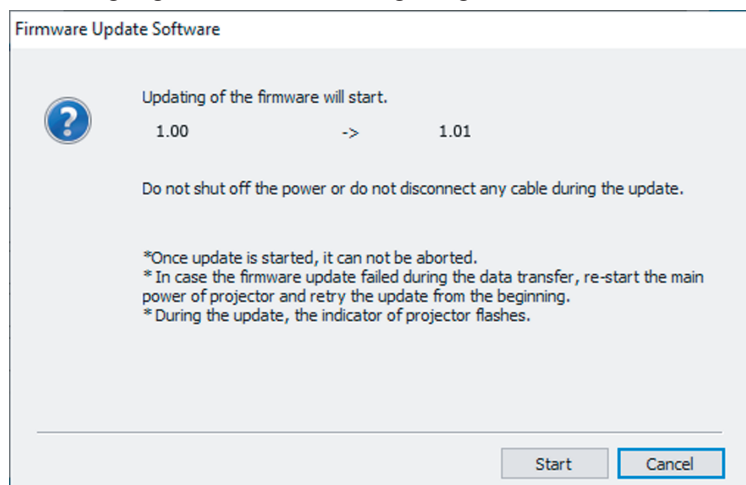 Firmware Update Software
Updating of the firmware will start.
1.00 -> 1.01
Do not shut off the power or do not disconnect any cable during the update.
*Once update is started, it can not be aborted.
* In case the firmware update failed during the data transfer, re-start the main
power of projector and retry the update from the beginning.
* During the update, the indicator of projector flashes.
Start Cancel